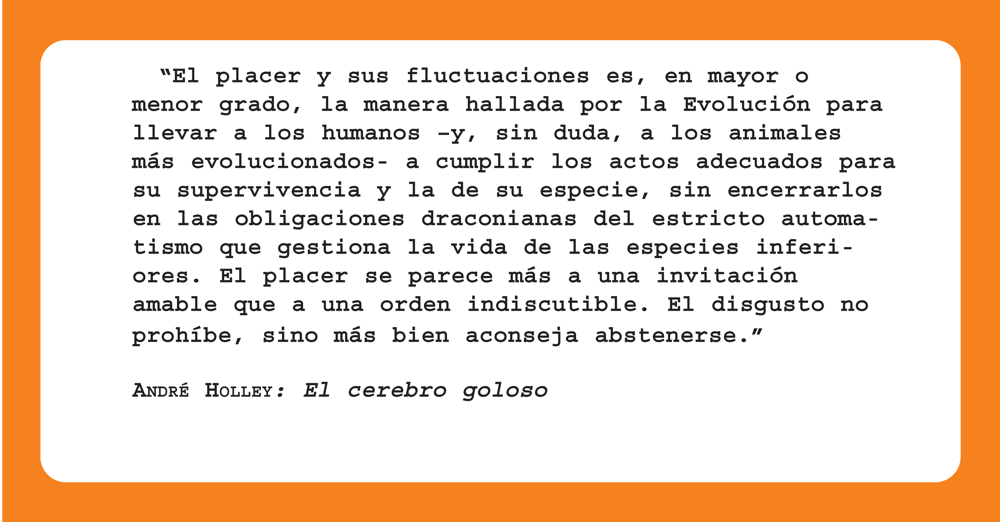 “El placer y sus fluctuaciones es, en mayor o
menor grado, la manera hallada por la Evolución para
llevar a los humanos –y, sin duda, a los animales
más evolucionados- a cumplir los actos adecuados para
su supervivencia y la de su especie, sin encerrarlos
en las obligaciones draconianas del estricto automa-
tismo que gestiona la vida de las especies inferi-
ores. El placer se parece más a una invitación
amable que a una orden indiscutible. El disgusto no
prohíbe, sino más bien aconseja abstenerse.”
ANDRÉ HOLLEY: El cerebro goloso